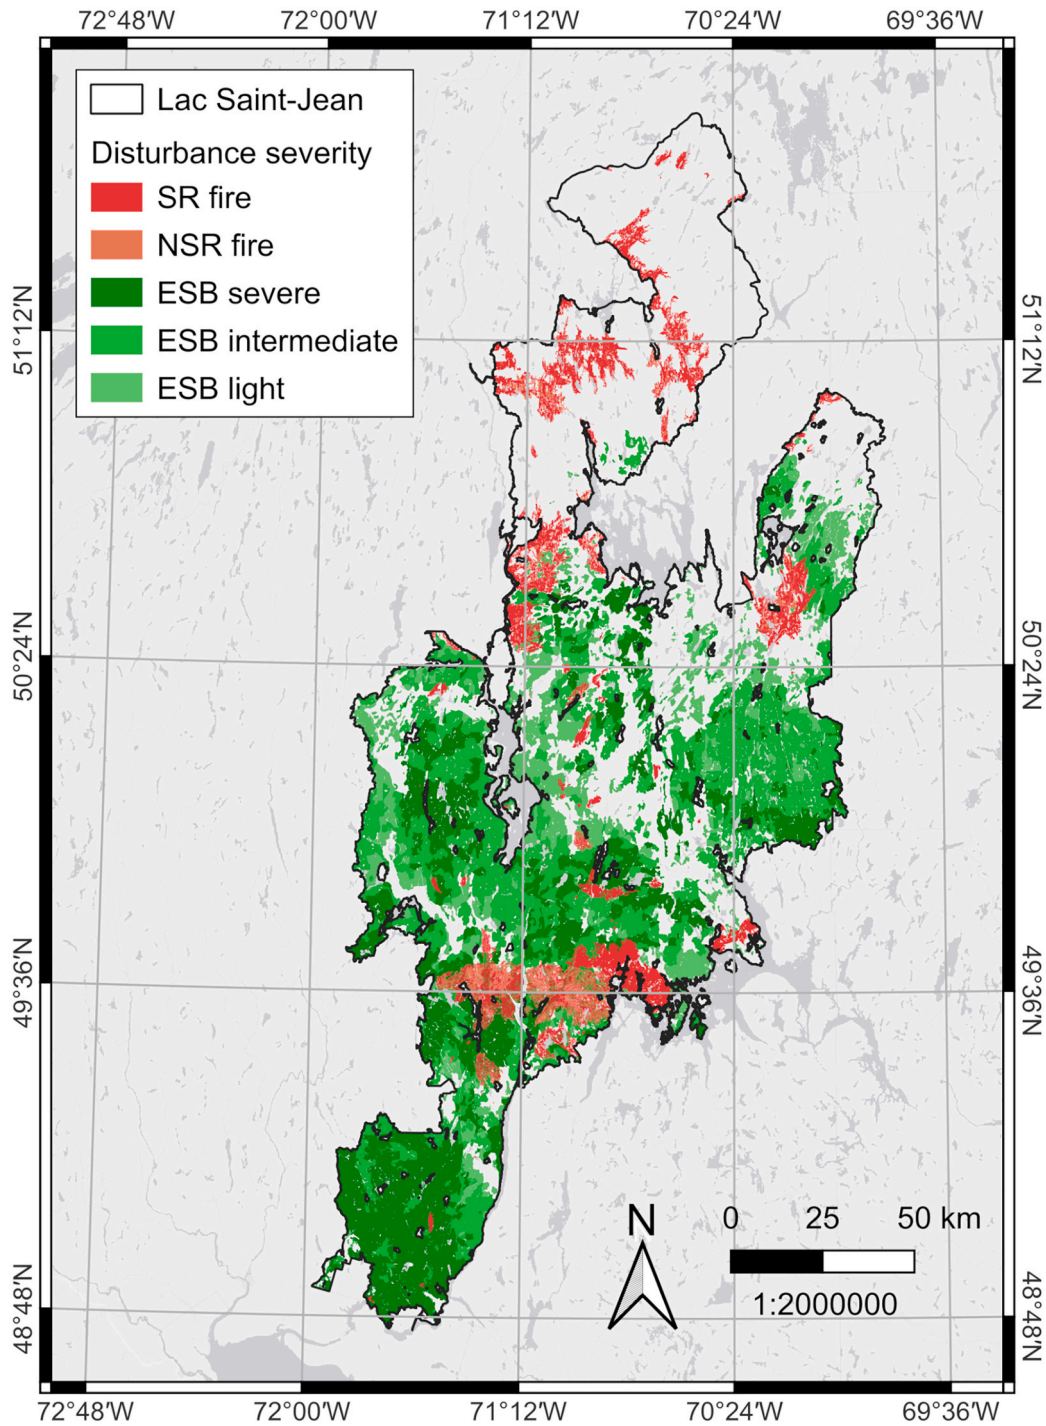 72°48'W 72°00'W 71°12'W 70°24'W 69°36'W
Lac Saint-Jean
Disturbance severity
SR fire
NSR fire
ESB severe
ESB intermediate
ESB light
51°12'N 51°12'N
50°24'N 50°24'N
49°36'N 49°36'N
N
0 25 50 km
1:2000000
48°48'N 48°48'N
72°48'W 72°00'W 71°12'W 70°24'W 69°36'W